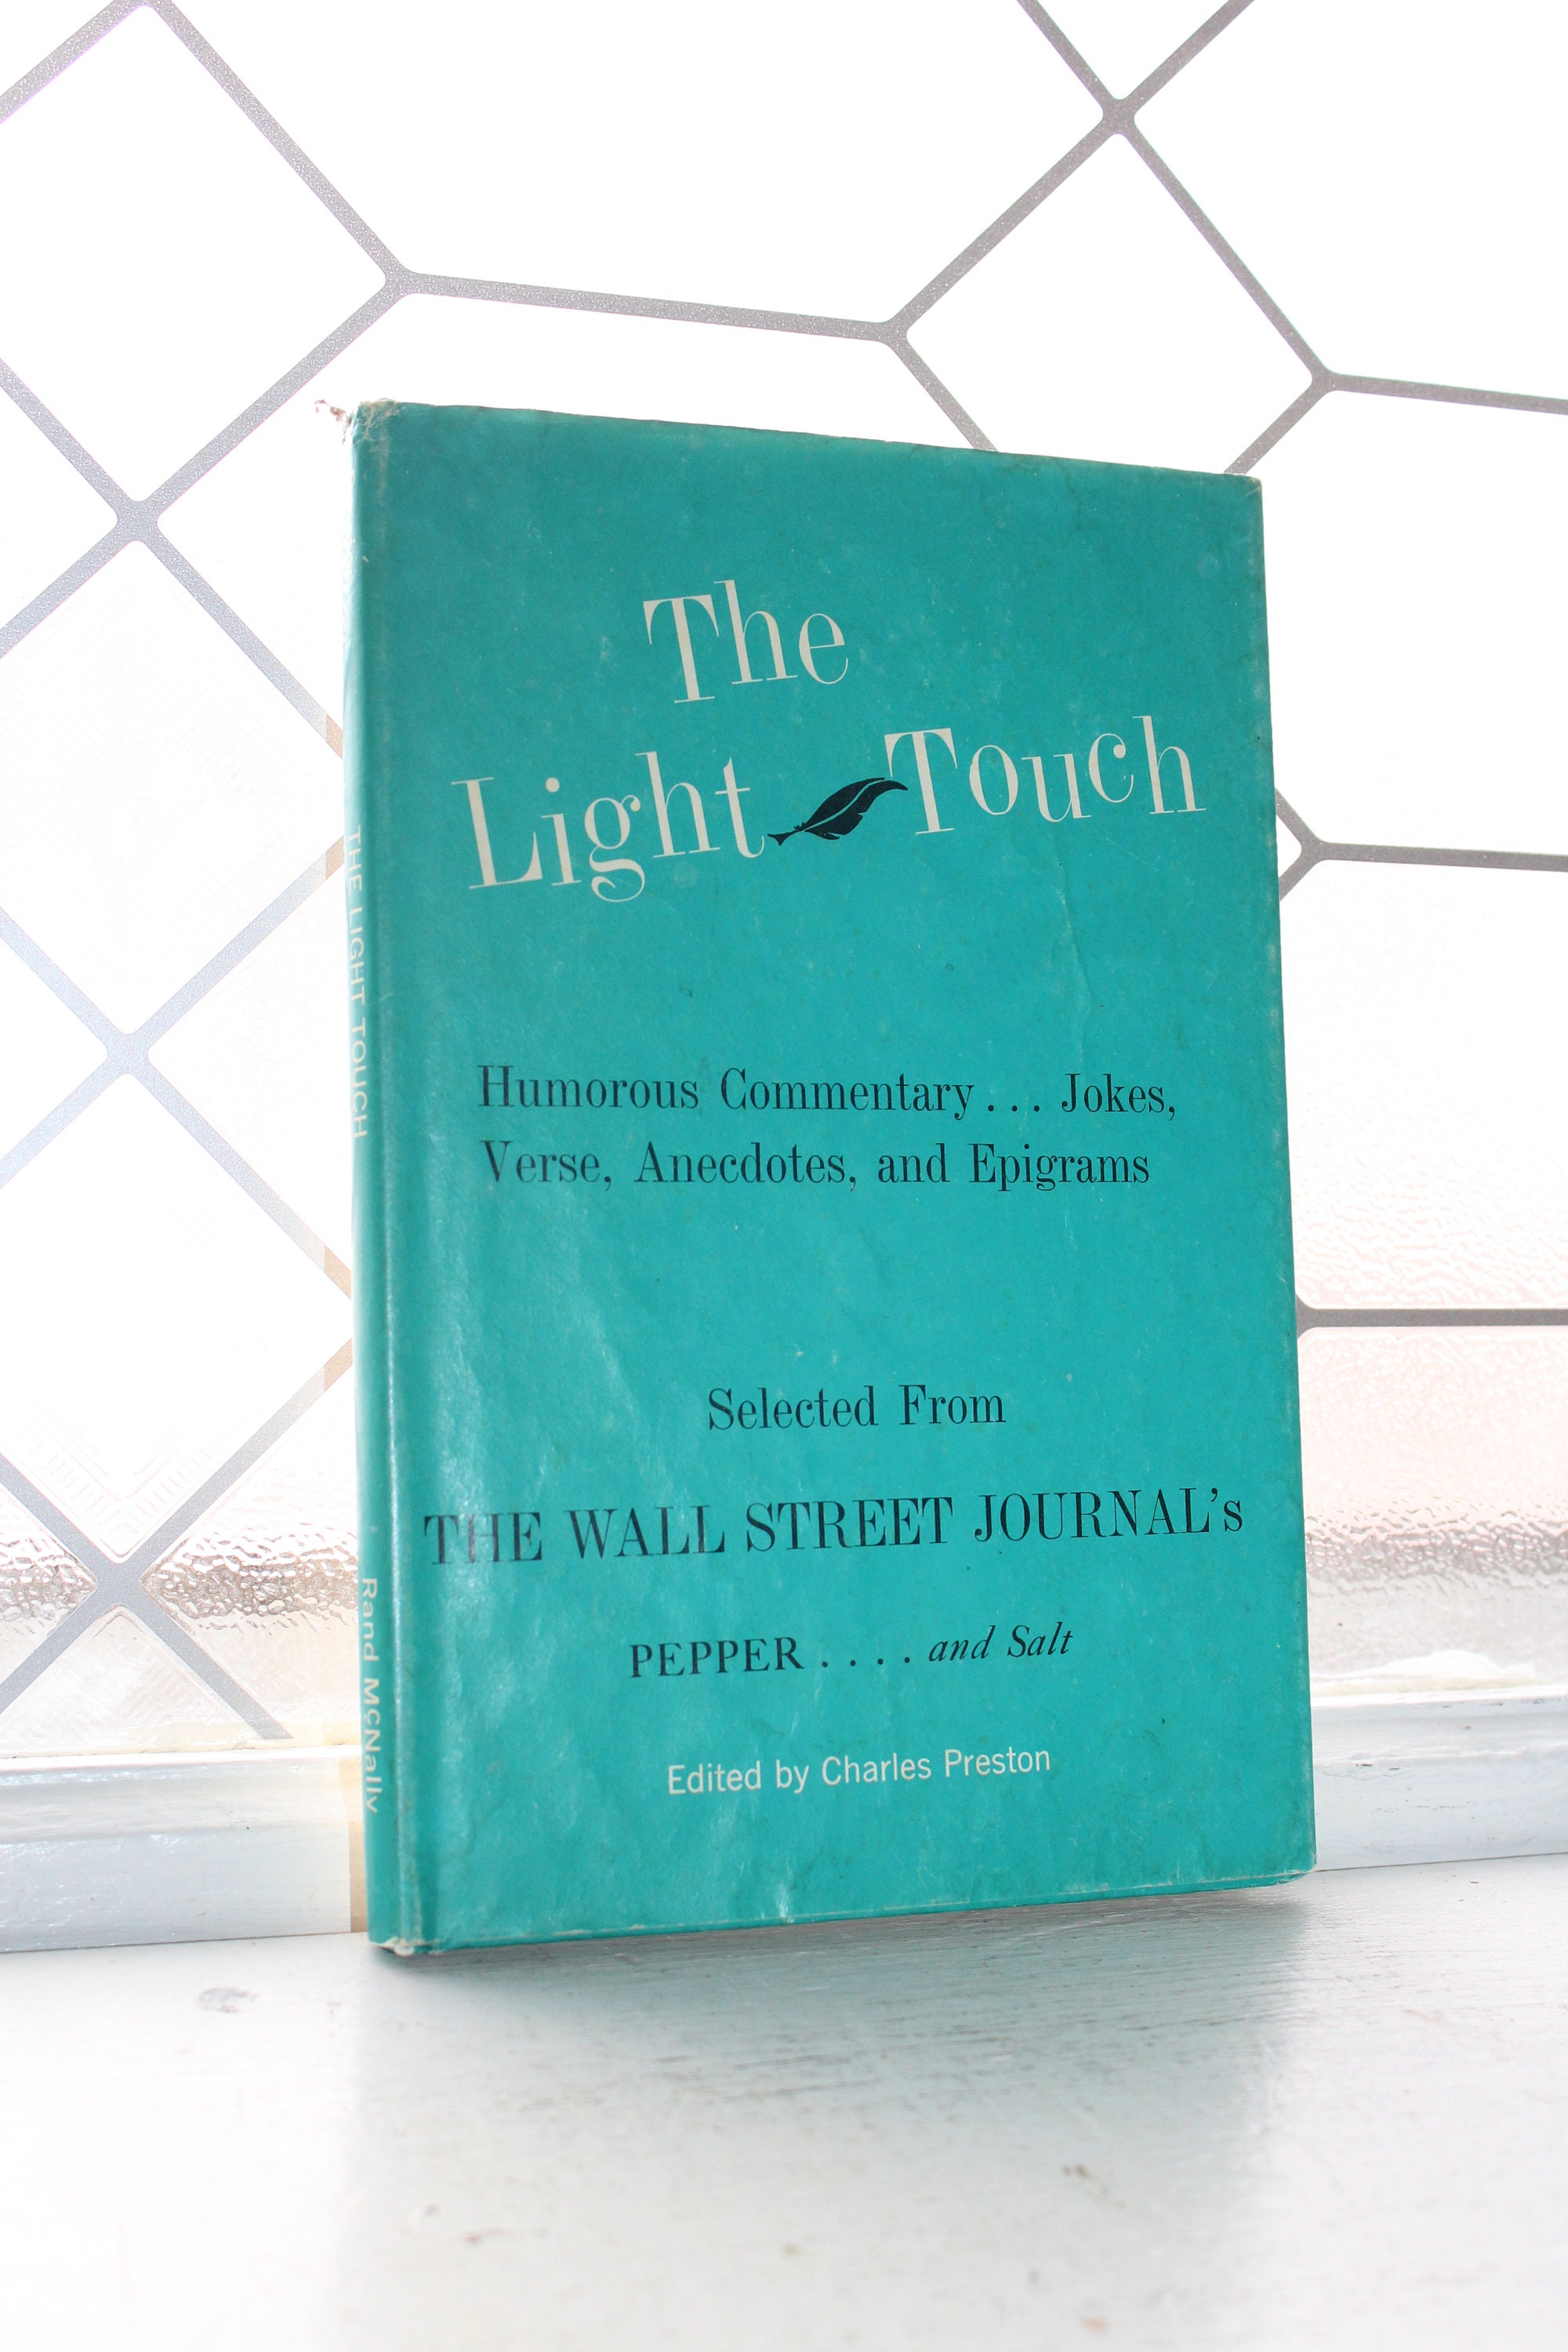 The
Light Touch
Humorous Commentary... Jokes,
Verse, Anecdotes, and Epigrams
Selected From
THE WALL STREET JOURNAL's
PEPPER .... and Salt
Edited by Charles Preston
THE LIGHT TOUCH
Rand McNally